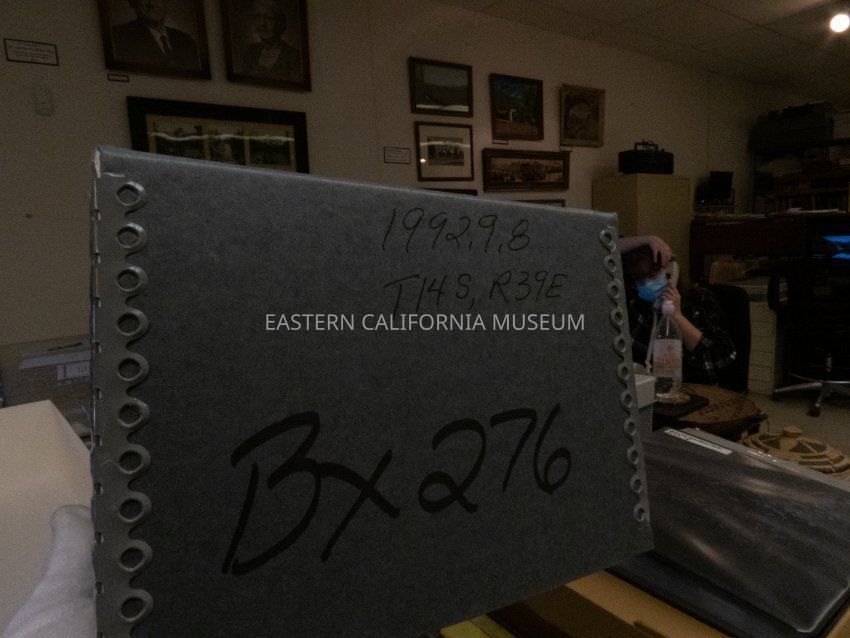 1992.9.8
T14S, R39E
EASTERN CALIFORNIA MUSEUM
Bx 276